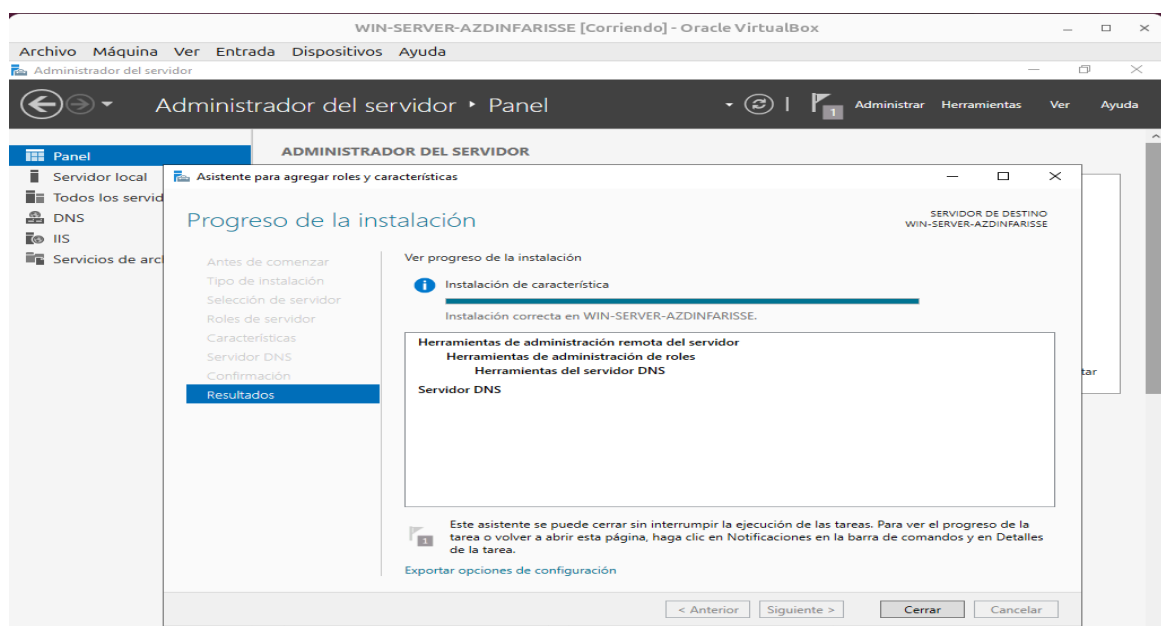 WIN-SERVER-AZDINFARISSE [Corriendo] - Oracle VirtualBox
Archivo Máquina Ver Entrada Dispositivos Ayuda
Administrador del servidor
Administrador del servidor ‣ Panel
1 Administrar Herramientas Ver Ayuda
Panel
Servidor local
Todos los servid
DNS
IIS
Servicios de arc
ADMINISTRADOR DEL SERVIDOR
Asistente para agregar roles y características
Progreso de la instalación
SERVIDOR DE DESTINO
WIN-SERVER-AZDINFARISSE
Antes de comenzar
Tipo de instalación
Selección de servidor
Roles de servidor
Características
Servidor DNS
Confirmación
Resultados
Ver progreso de la instalación
Instalación de característica
Instalación correcta en WIN-SERVER-AZDINFARISSE.
Herramientas de administración remota del servidor
Herramientas de administración de roles
Herramientas del servidor DNS
Servidor DNS
1
Este asistente se puede cerrar sin interrumpir la ejecución de las tareas. Para ver el progreso de la
tarea o volver a abrir esta página, haga clic en Notificaciones en la barra de comandos y en Detalles
de la tarea.
Exportar opciones de configuración
< Anterior Siguiente > Cerrar Cancelar
tar